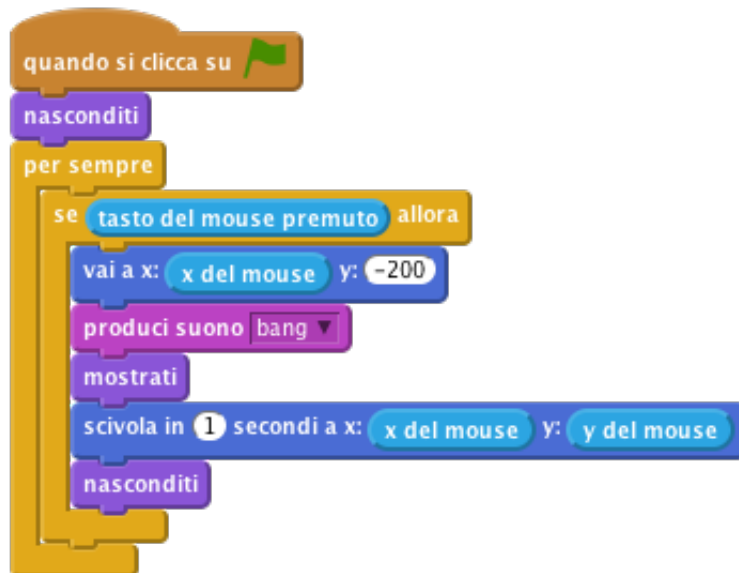 quando si clicca su
nasconditi
per sempre
se tasto del mouse premuto allora
vai a x: x del mouse y: -200
produci suono bang
mostrati
scivola in 1 secondi a x: x del mouse y: y del mouse
nasconditi